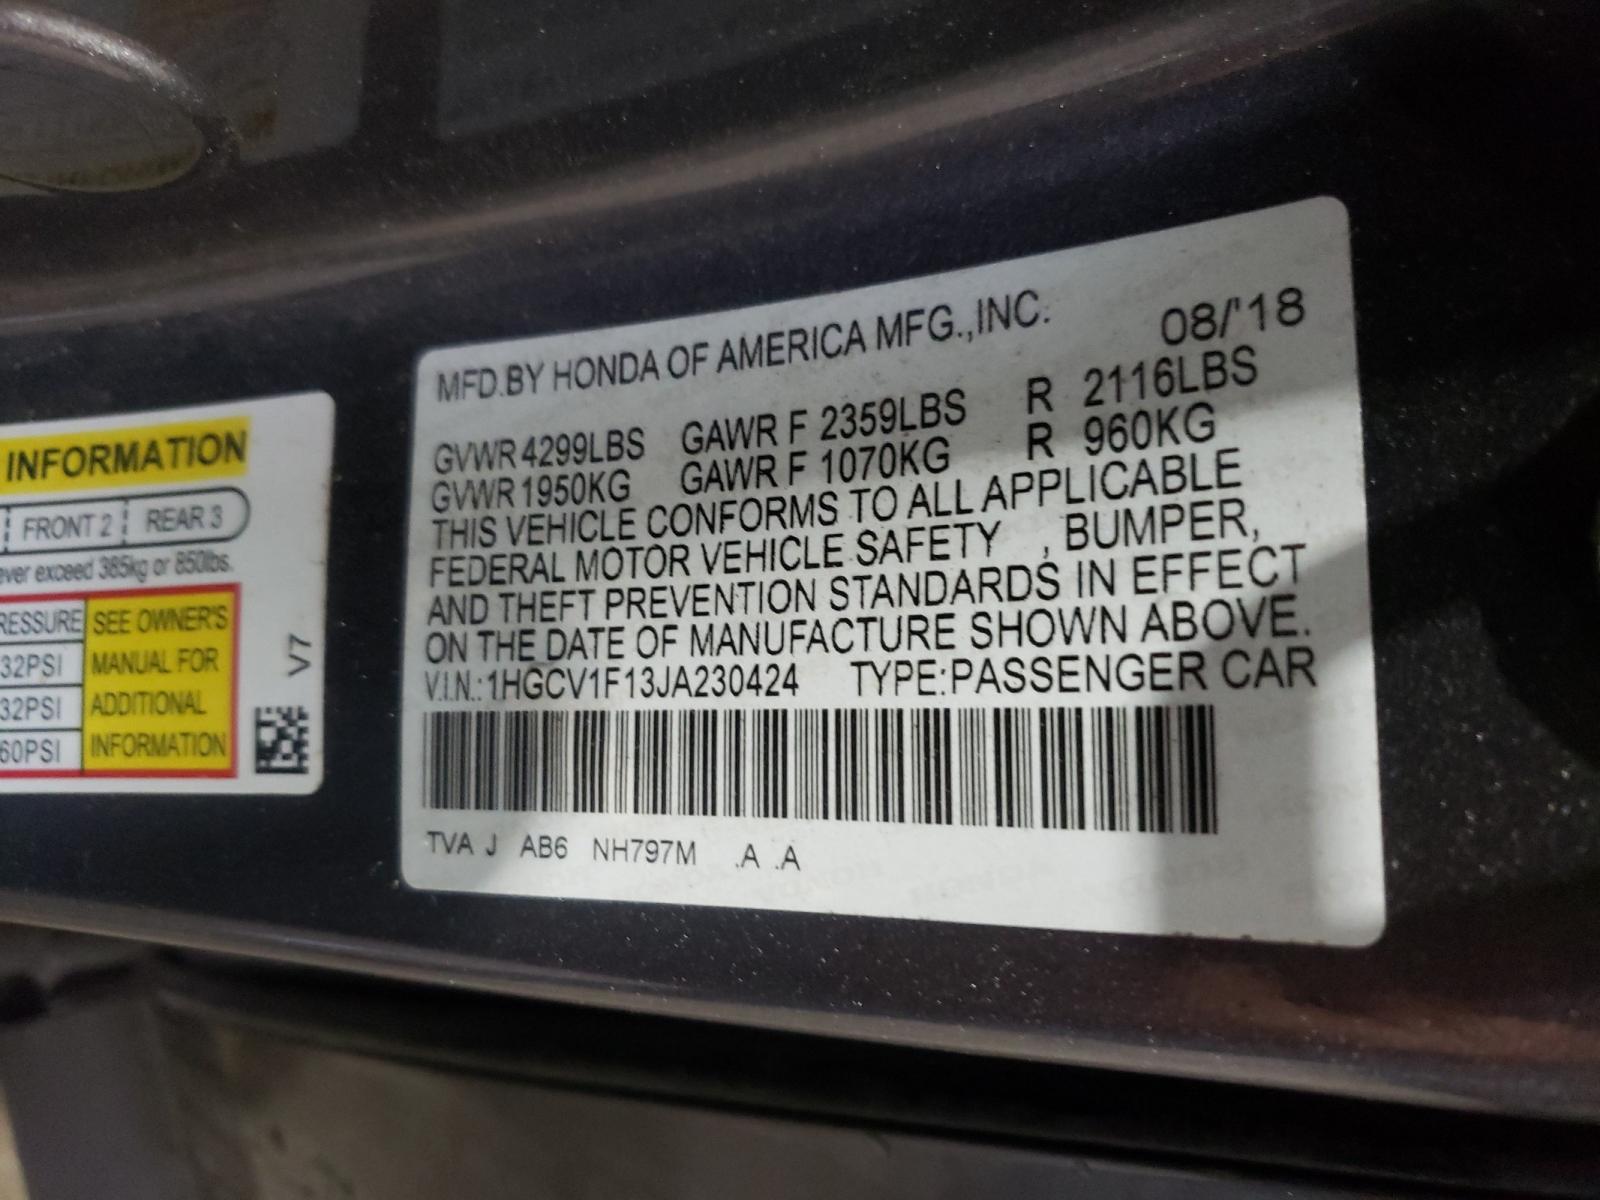 INFORMATION
FRONT 2 REAR 3
ever exceed 385kg or 850lbs.
RESSURE SEE OWNER'S
32PSI MANUAL FOR
32PSI ADDITIONAL
60PSI INFORMATION
V7
MFD.BY HONDA OF AMERICA MFG.,INC. 08/'18
GVWR 4299LBS GAWR F 2359LBS R 2116LBS
GVWR 1950KG GAWR F 1070KG R 960KG
THIS VEHICLE CONFORMS TO ALL APPLICABLE
FEDERAL MOTOR VEHICLE SAFETY , BUMPER,
AND THEFT PREVENTION STANDARDS IN EFFECT
ON THE DATE OF MANUFACTURE SHOWN ABOVE.
V.I.N.: 1HGCV1F13JA230424 TYPE:PASSENGER CAR
TVA J AB6 NH797M .A .A